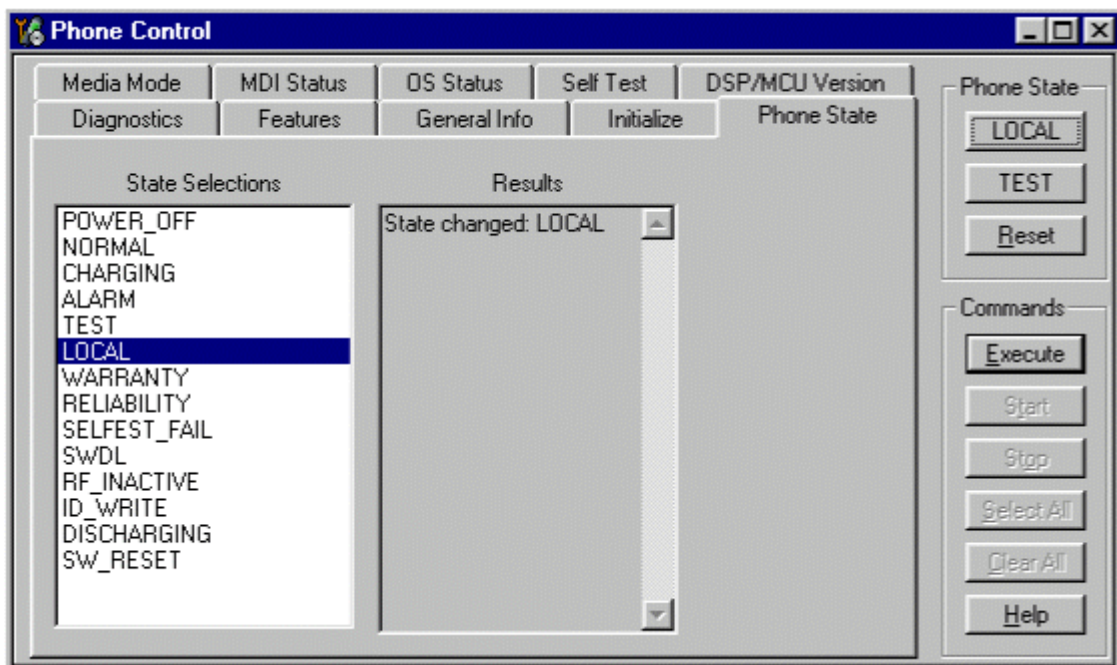 Phone Control
Media Mode MDI Status OS Status Self Test DSP/MCU Version
Diagnostics Features General Info Initialize Phone State
State Selections
POWER_OFF
NORMAL
CHARGING
ALARM
TEST
LOCAL
WARRANTY
RELIABILITY
SELFEST_FAIL
SWDL
RF_INACTIVE
ID_WRITE
DISCHARGING
SW_RESET
Results
State changed: LOCAL
Phone State
LOCAL
TEST
Reset
Commands
Execute
Start
Stop
Select All
Clear All
Help